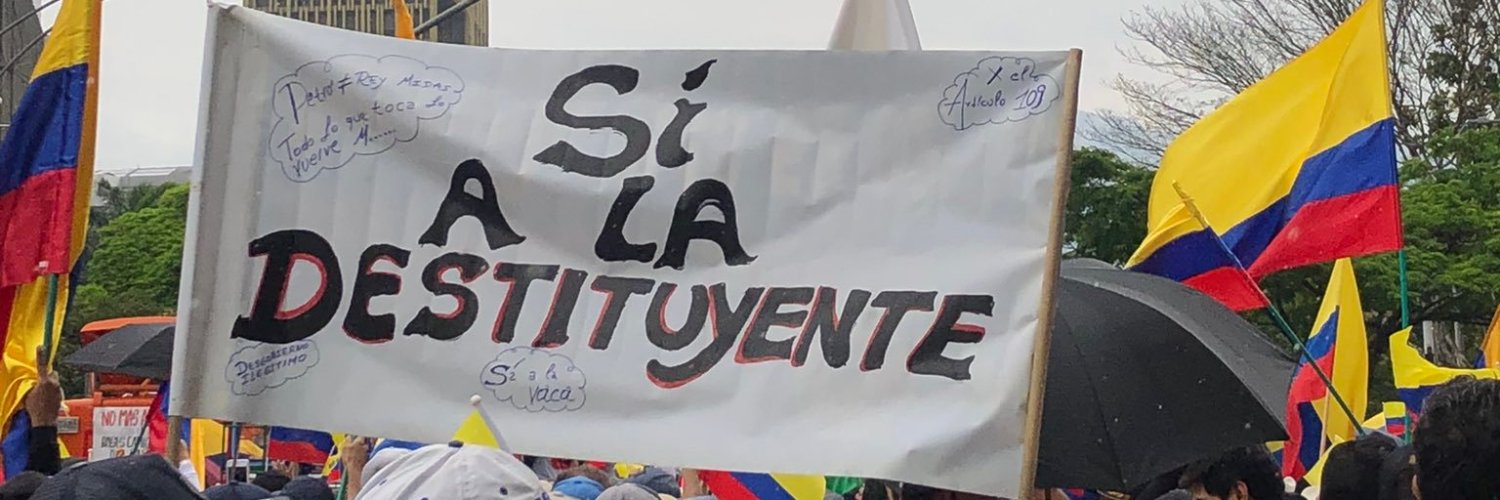 Petro ≠ REY MIDAS
Todo lo que toca lo
vuelve M......
X el
Artículo 109
Sí
A LA
DESTITUYENTE
DESGOBIERNO
ILEGÍTIMO
Sí a la
vaca
NO MAS